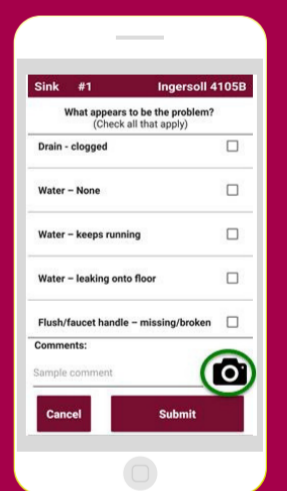 Sink #1 Ingersoll 4105B
What appears to be the problem?
(Check all that apply)
Drain - clogged
Water – None
Water – keeps running
Water – leaking onto floor
Flush/faucet handle – missing/broken
Comments:
Sample comment
Cancel Submit